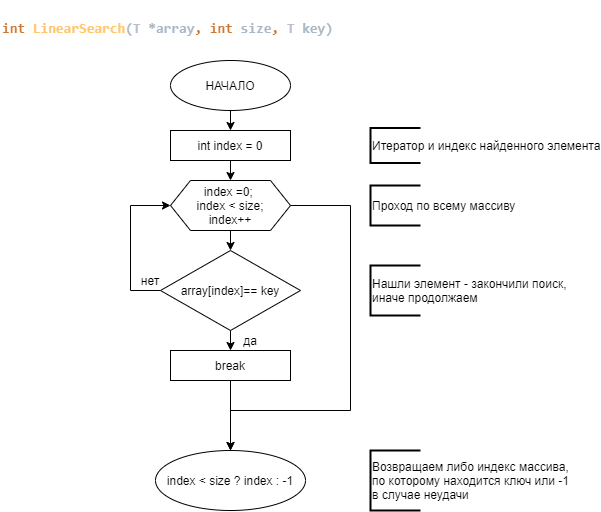 int LinearSearch(T *array, int size, T key)
НАЧАЛО
int index = 0
Итератор и индекс найденного элемента
index =0;
index < size;
index++
Проход по всему массиву
нет
array[index]== key
Нашли элемент - закончили поиск,
иначе продолжаем
да
break
index < size ? index : -1
Возвращаем либо индекс массива,
по которому находится ключ или -1
в случае неудачи